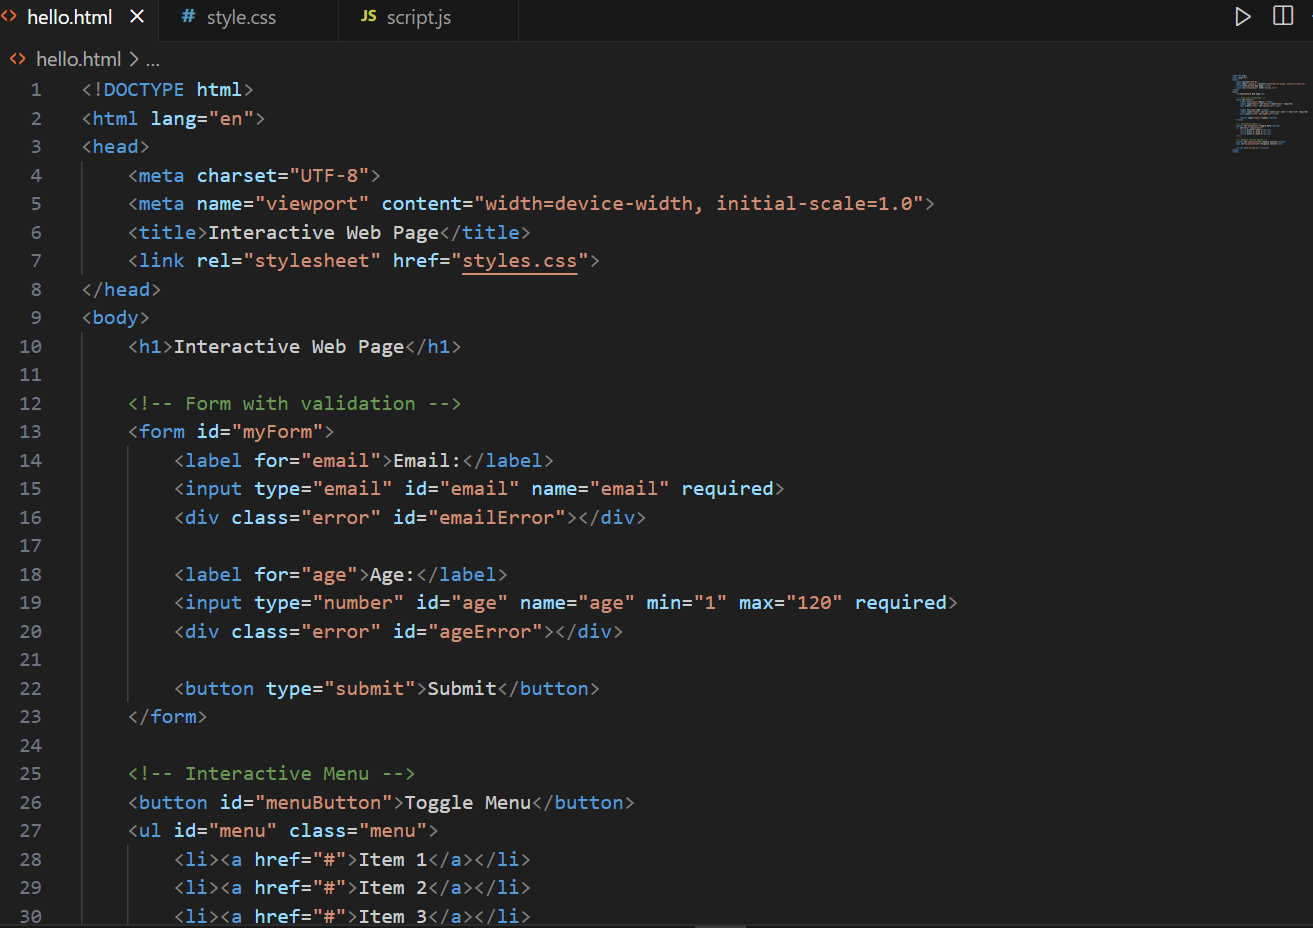 <> hello.html × # style.css JS script.js
<> hello.html > ...
1 <!DOCTYPE html>
2 <html lang="en">
3 <head>
4     <meta charset="UTF-8">
5     <meta name="viewport" content="width=device-width, initial-scale=1.0">
6     <title>Interactive Web Page</title>
7     <link rel="stylesheet" href="styles.css">
8 </head>
9 <body>
10     <h1>Interactive Web Page</h1>
11
12     <!-- Form with validation -->
13     <form id="myForm">
14         <label for="email">Email:</label>
15         <input type="email" id="email" name="email" required>
16         <div class="error" id="emailError"></div>
17
18         <label for="age">Age:</label>
19         <input type="number" id="age" name="age" min="1" max="120" required>
20         <div class="error" id="ageError"></div>
21
22         <button type="submit">Submit</button>
23     </form>
24
25     <!-- Interactive Menu -->
26     <button id="menuButton">Toggle Menu</button>
27     <ul id="menu" class="menu">
28         <li><a href="#">Item 1</a></li>
29         <li><a href="#">Item 2</a></li>
30         <li><a href="#">Item 3</a></li>